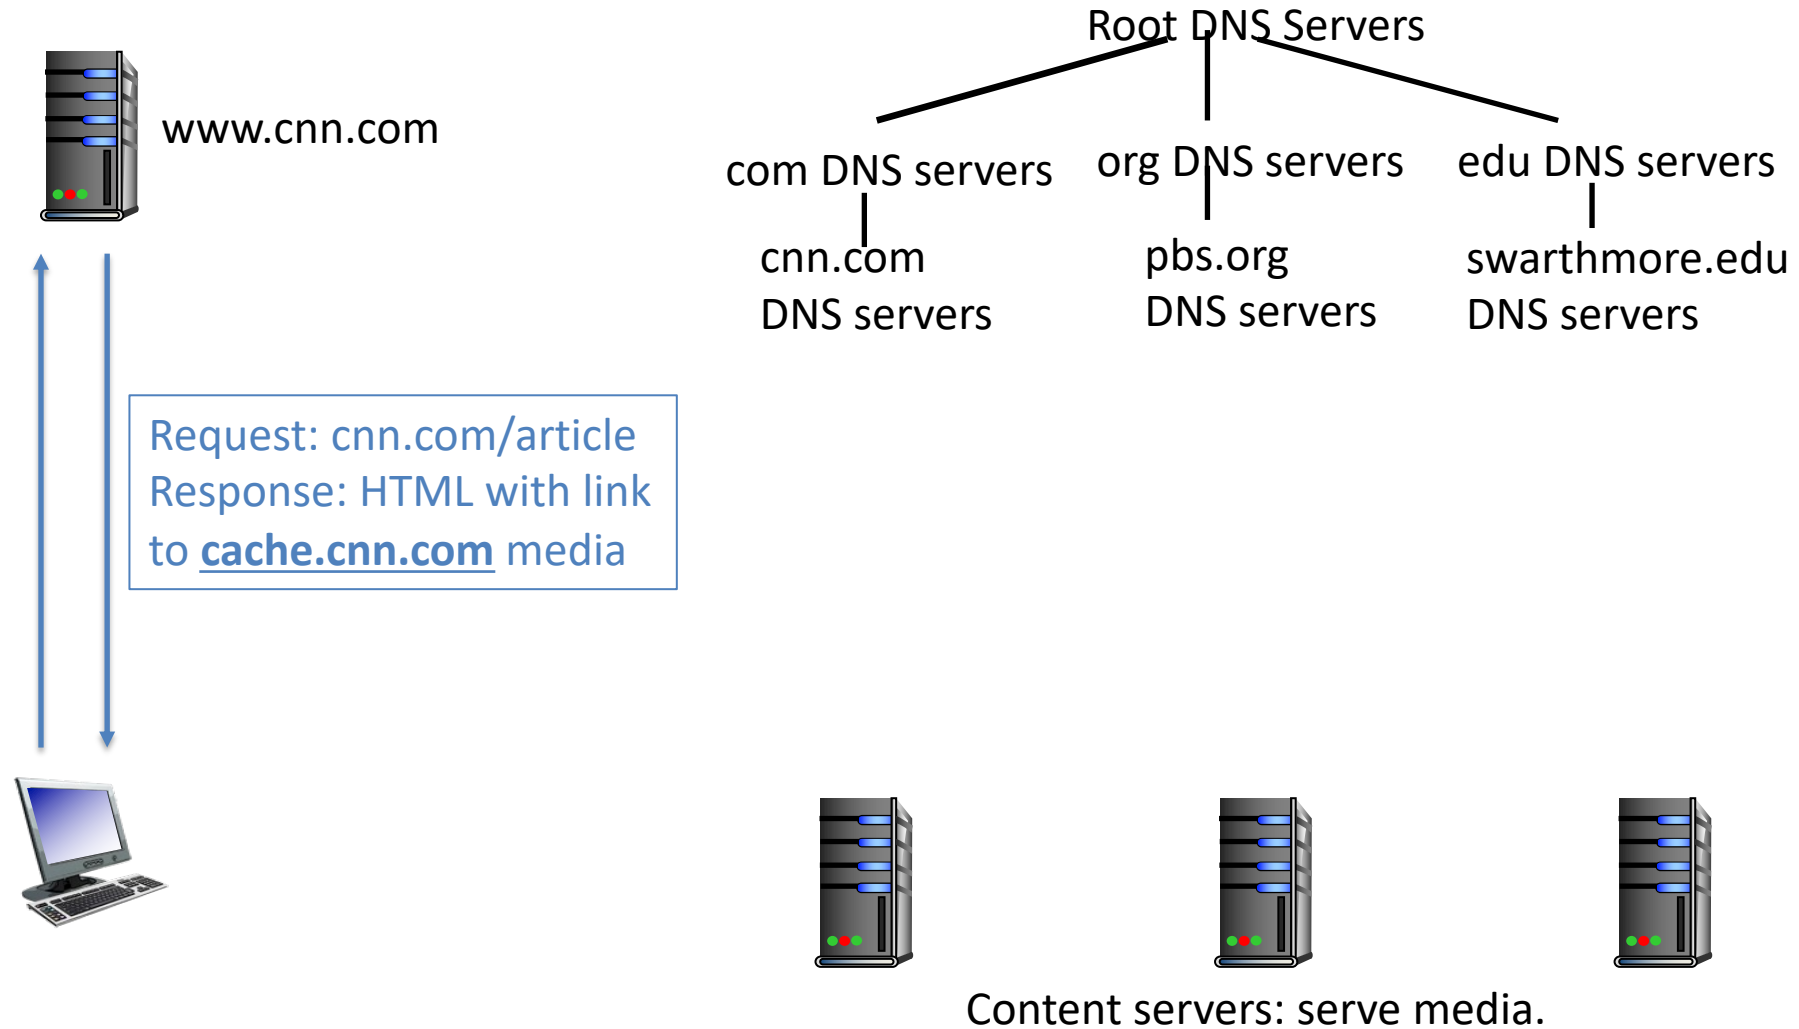 Root DNS Servers
www.cnn.com
com DNS servers
org DNS servers
edu DNS servers
cnn.com
DNS servers
pbs.org
DNS servers
swarthmore.edu
DNS servers
Request: cnn.com/article
Response: HTML with link
to cache.cnn.com media
Content servers: serve media.